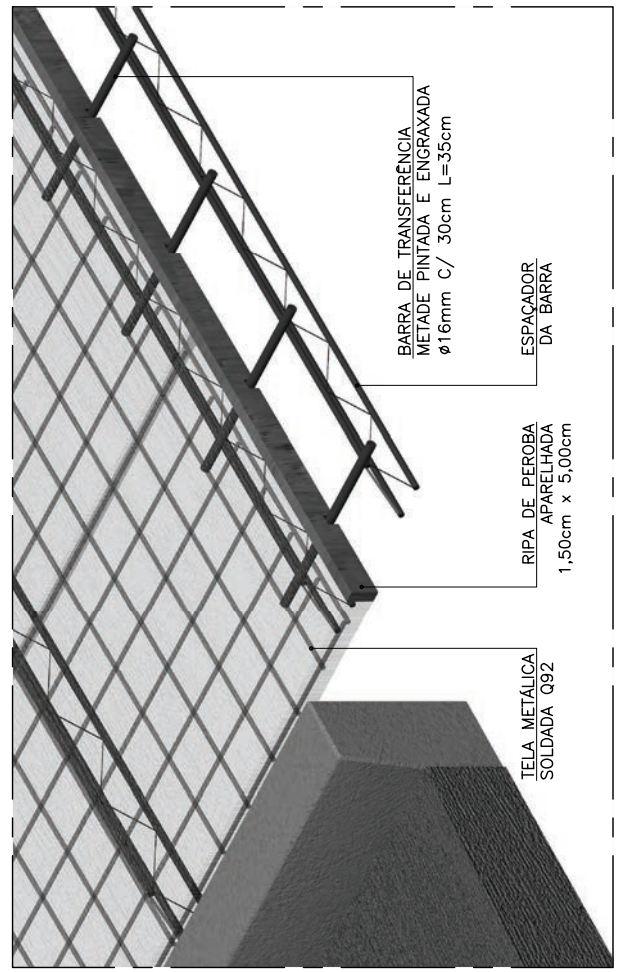 BARRA DE TRANSFERÊNCIA
METADE PINTADA E ENGRAXADA
ø16mm C/ 30cm L=35cm
ESPAÇADOR
DA BARRA
RIPA DE PEROBA
APARELHADA
1,50cm x 5,00cm
TELA METÁLICA
SOLDADA Q92